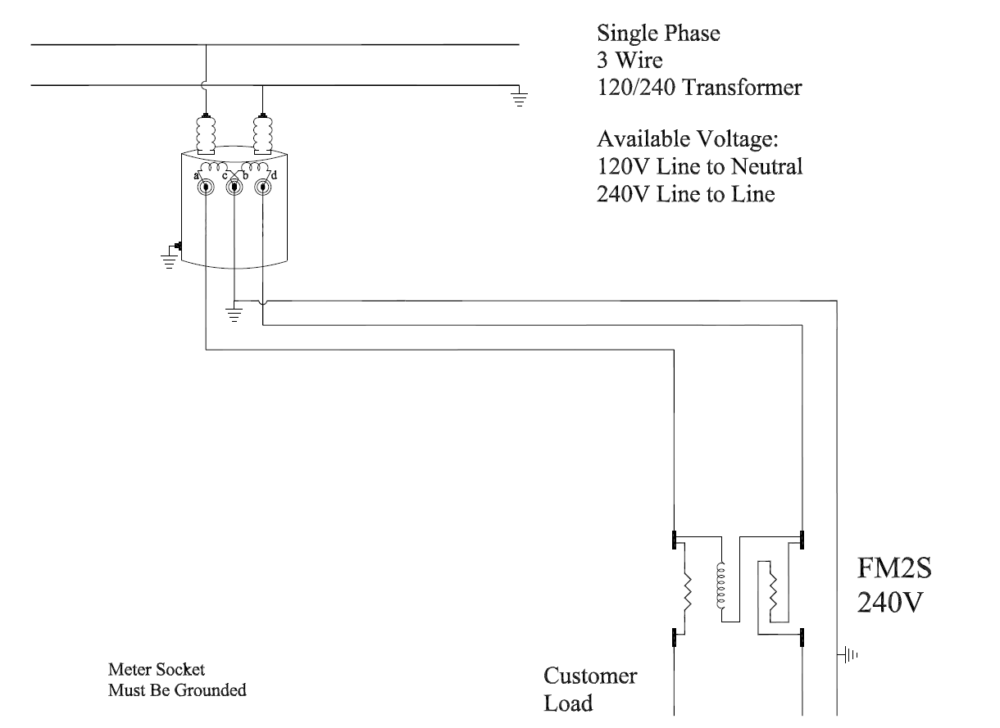 Single Phase
3 Wire
120/240 Transformer
Available Voltage:
120V Line to Neutral
240V Line to Line
a c b d
FM2S
240V
Meter Socket
Must Be Grounded
Customer
Load